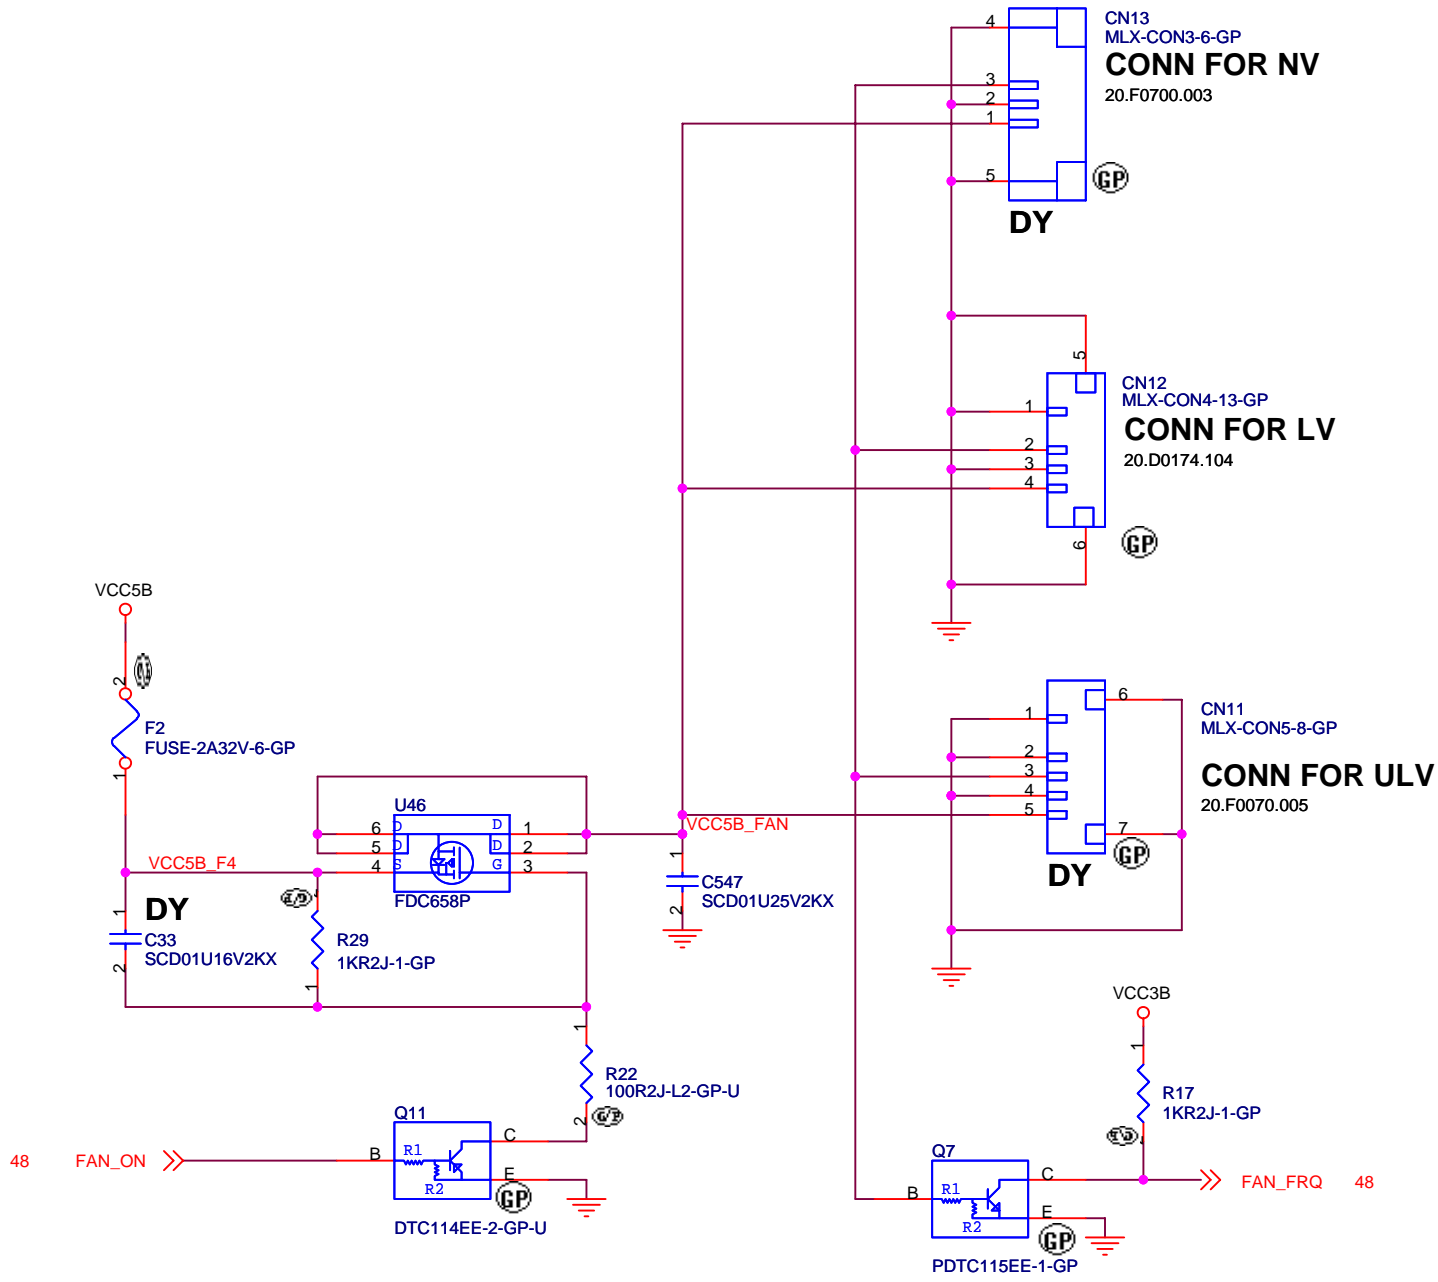 4
3
2
1
5
CN13
MLX-CON3-6-GP
CONN FOR NV
20.F0700.003
GP
DY
5
1
2
3
4
6
CN12
MLX-CON4-13-GP
CONN FOR LV
20.D0174.104
GP
VCC5B
2
F2
FUSE-2A32V-6-GP
1
1
2
3
4
5
6
7
CN11
MLX-CON5-8-GP
CONN FOR ULV
20.F0070.005
GP
DY
U46
6 D D 1
5 D D 2
4 S G 3
FDC658P
VCC5B_F4
VCC5B_FAN
1
C547
SCD01U25V2KX
2
1
DY
C33
SCD01U16V2KX
2
R29
1KR2J-1-GP
1
1
R22
100R2J-L2-GP-U
2
G/P
48 FAN_ON
Q11
B
R1
R2
C
E
GP
DTC114EE-2-GP-U
VCC3B
1
R17
1KR2J-1-GP
Q7
B
R1
R2
C
E
GP
PDTC115EE-1-GP
FAN_FRQ 48